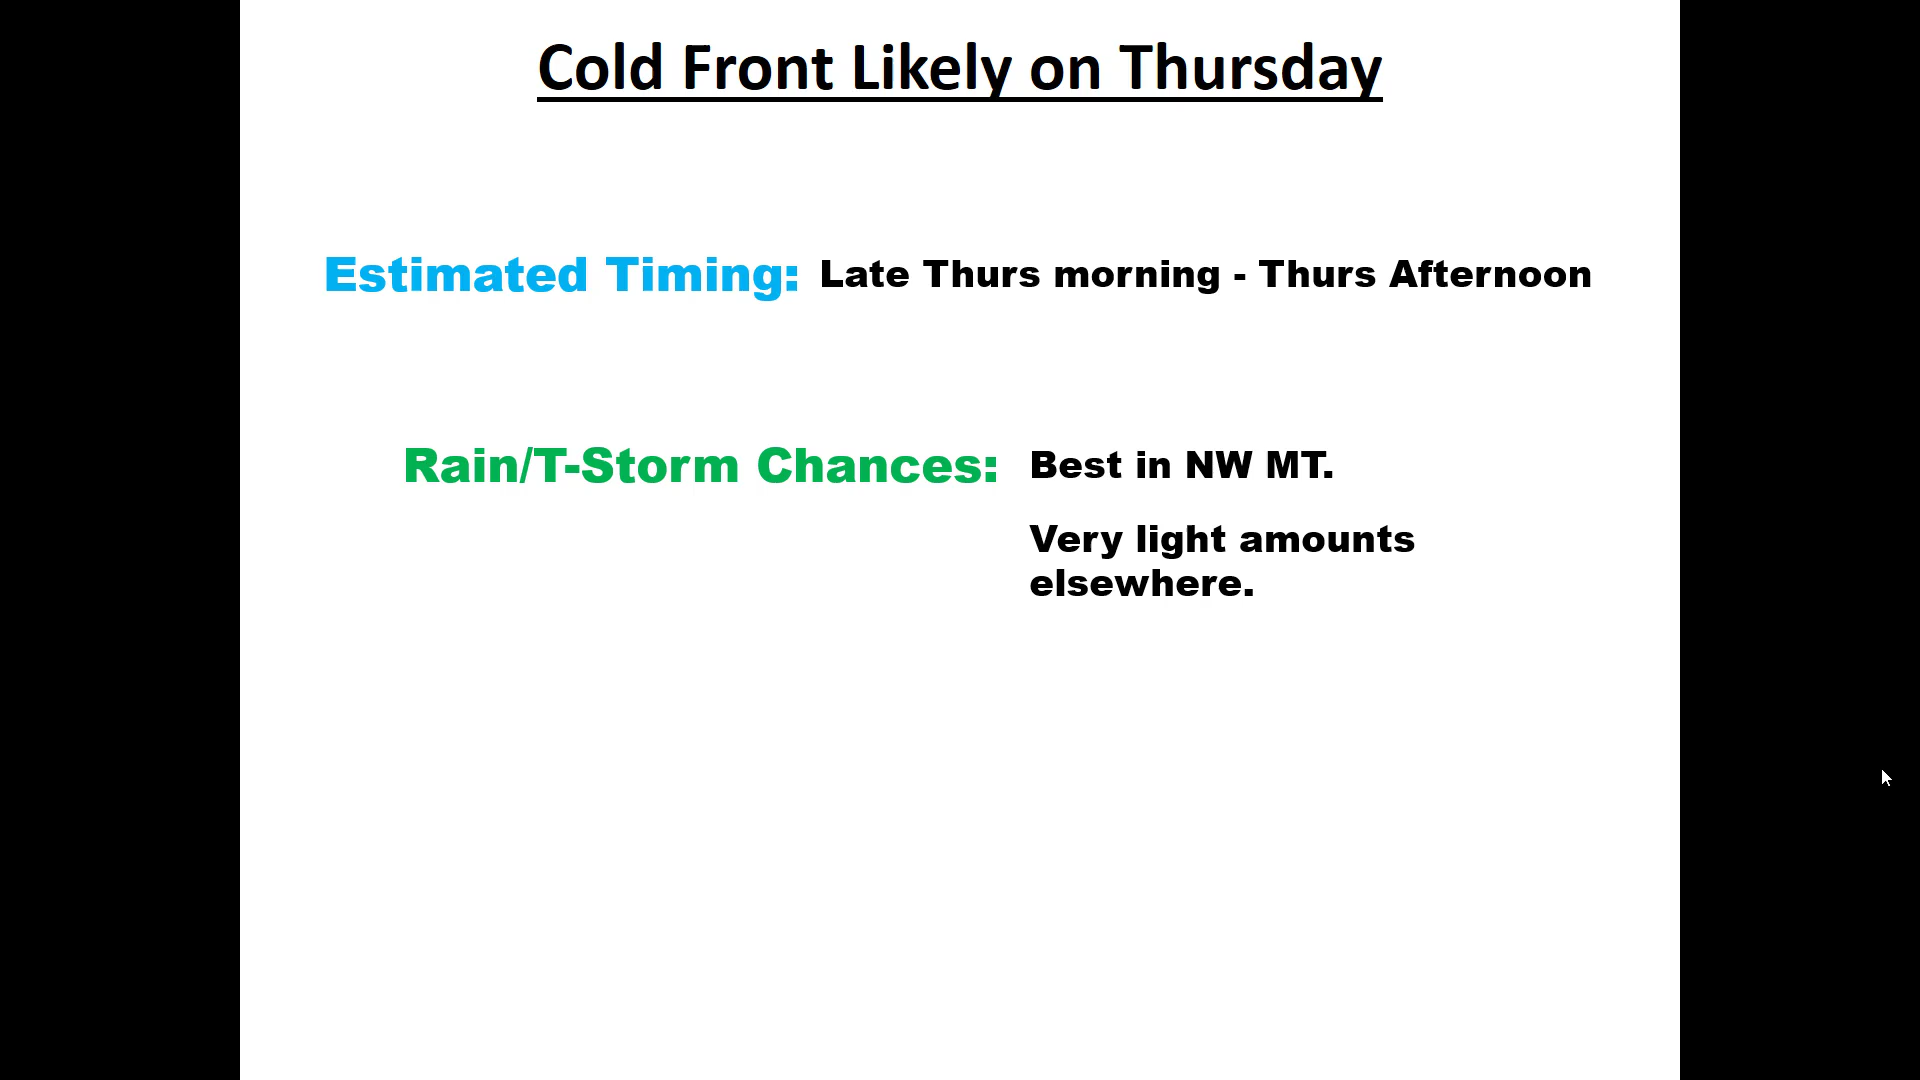 Cold Front Likely on Thursday
Estimated Timing: Late Thurs morning - Thurs Afternoon
Rain/T-Storm Chances: Best in NW MT.
Very light amounts
elsewhere.